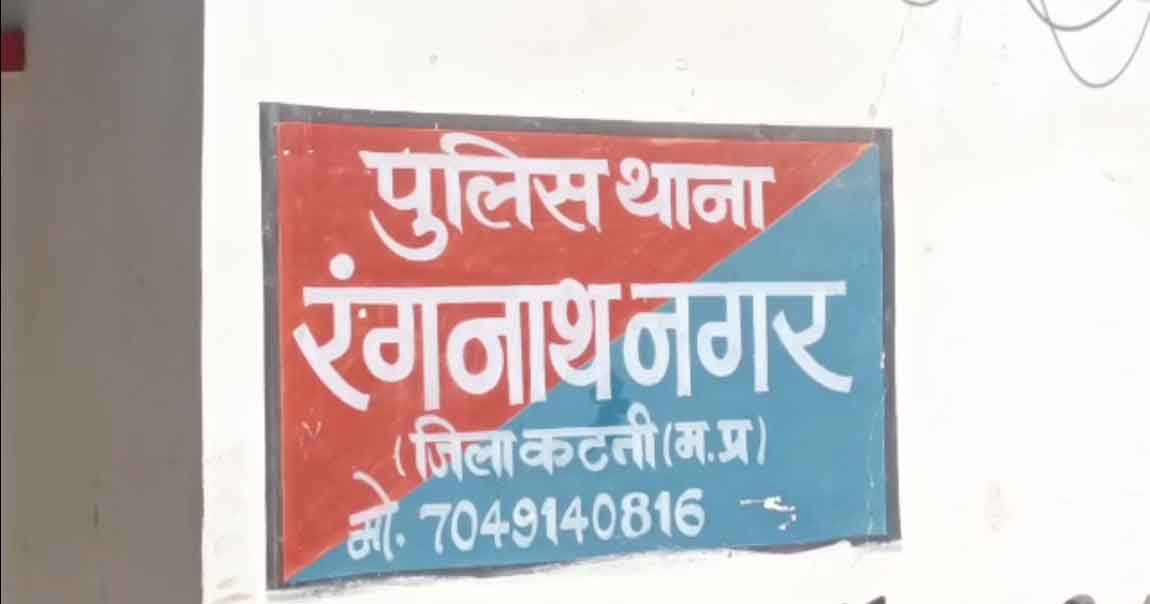 पुलिस थाना
रंगनाथ नगर
(जिला कटनी (म.प्र)
मो. 7049140816